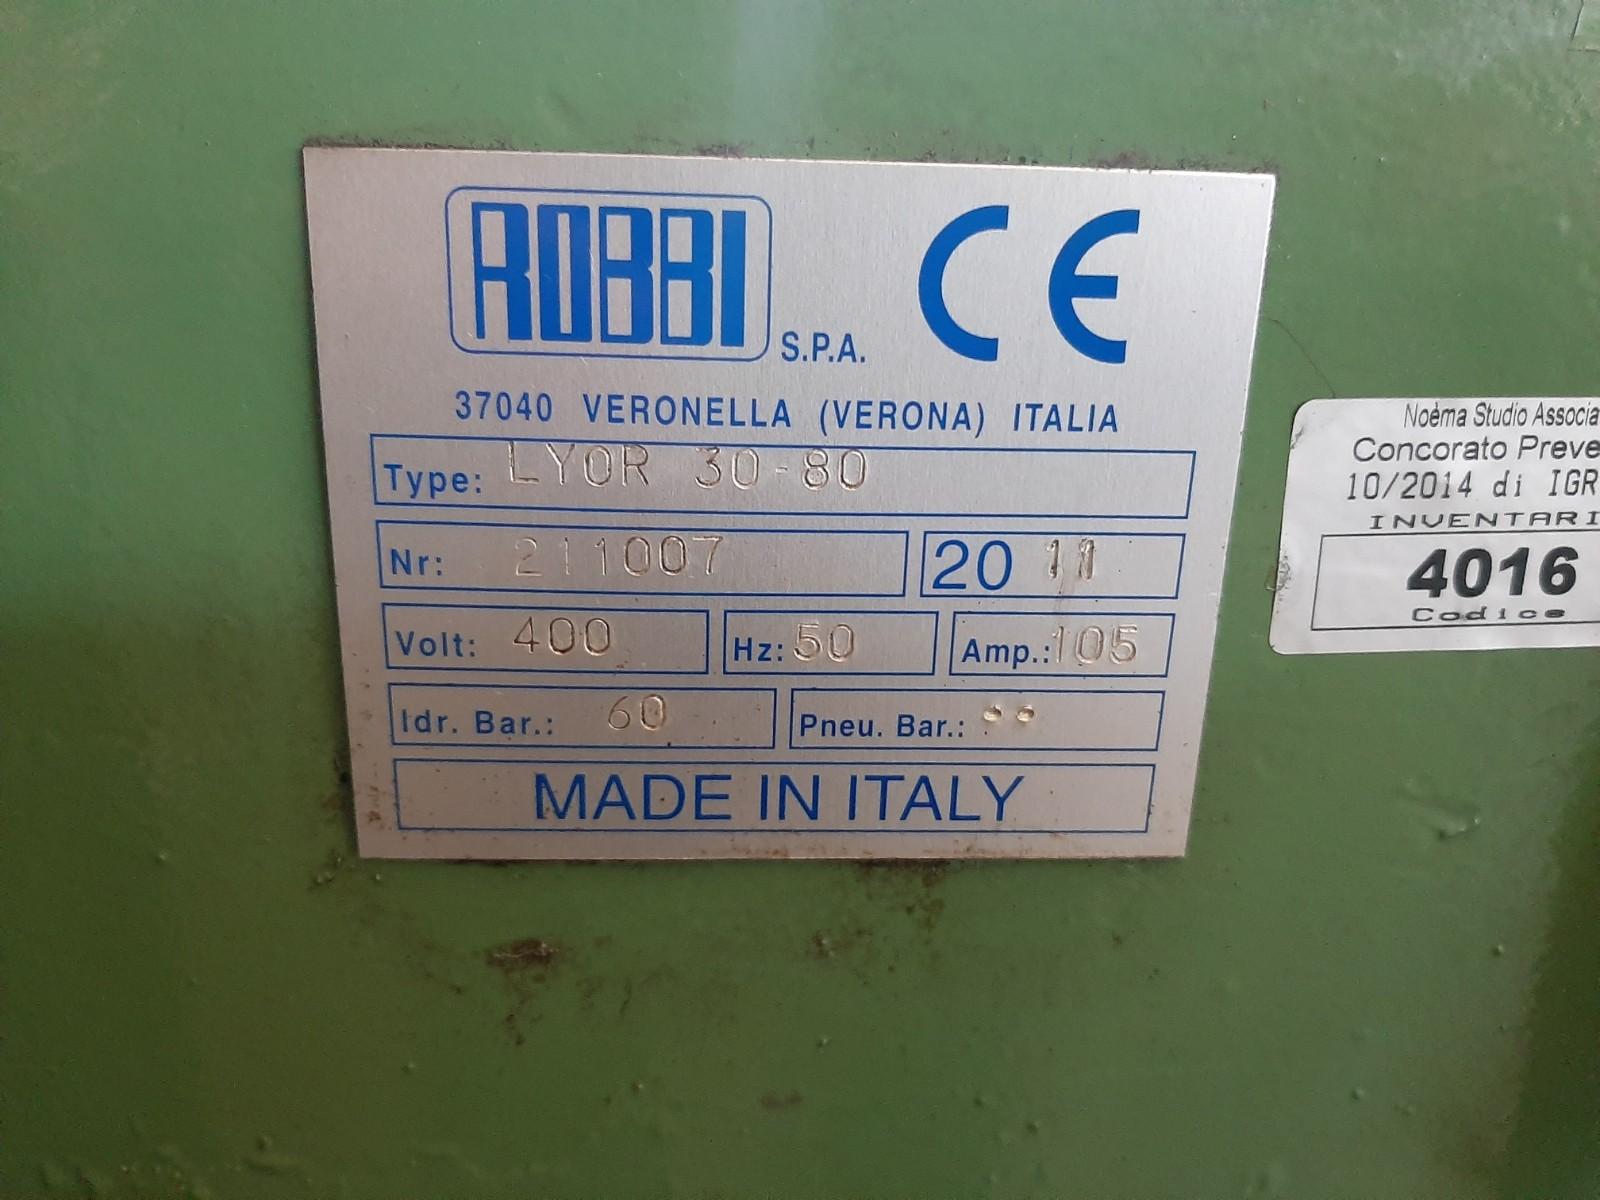 ROBBI S.P.A. CE
37040 VERONELLA (VERONA) ITALIA
Type: LYOR 30-80
Nr: 211007 20 11
Volt: 400 Hz: 50 Amp.: 105
Idr. Bar.: 60 Pneu. Bar.: --
MADE IN ITALY
Noèma Studio Associa
Concorato Preve
10/2014 di IGR
INVENTARI
4016
Codice